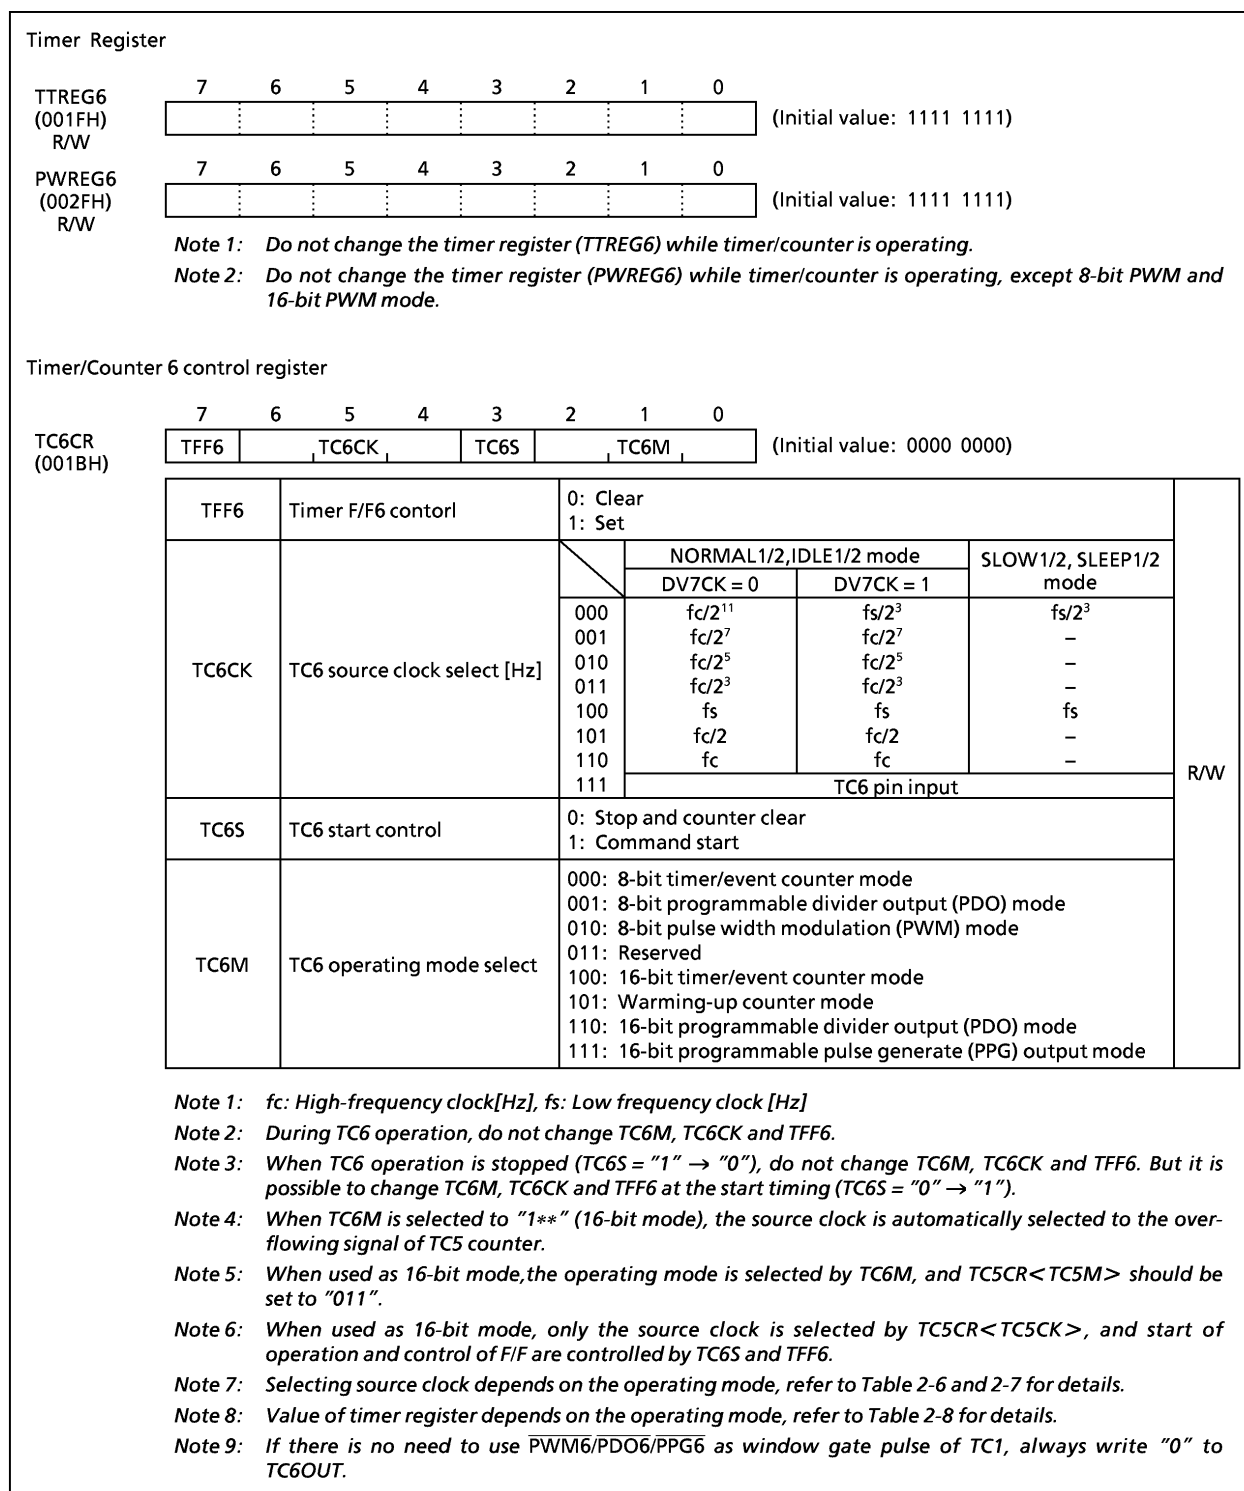 Timer Register
7 6 5 4 3 2 1 0
TTREG6
(001FH)
R/W
(Initial value: 1111 1111)
7 6 5 4 3 2 1 0
PWREG6
(002FH)
R/W
(Initial value: 1111 1111)
Note 1: Do not change the timer register (TTREG6) while timer/counter is operating.
Note 2: Do not change the timer register (PWREG6) while timer/counter is operating, except 8-bit PWM and
16-bit PWM mode.
Timer/Counter 6 control register
7 6 5 4 3 2 1 0
TC6CR
(001BH)
TFF6 TC6CK TC6S TC6M (Initial value: 0000 0000)
TFF6 Timer F/F6 contorl
0: Clear
1: Set
R/W
TC6CK TC6 source clock select [Hz]
NORMAL1/2,IDLE1/2 mode SLOW1/2, SLEEP1/2
mode
DV7CK = 0 DV7CK = 1
000 fc/2¹¹ fs/2³ fs/2³
001 fc/2⁷ fc/2⁷ –
010 fc/2⁵ fc/2⁵ –
011 fc/2³ fc/2³ –
100 fs fs fs
101 fc/2 fc/2 –
110 fc fc –
111 TC6 pin input
TC6S TC6 start control
0: Stop and counter clear
1: Command start
TC6M TC6 operating mode select
000: 8-bit timer/event counter mode
001: 8-bit programmable divider output (PDO) mode
010: 8-bit pulse width modulation (PWM) mode
011: Reserved
100: 16-bit timer/event counter mode
101: Warming-up counter mode
110: 16-bit programmable divider output (PDO) mode
111: 16-bit programmable pulse generate (PPG) output mode
Note 1: fc: High-frequency clock[Hz], fs: Low frequency clock [Hz]
Note 2: During TC6 operation, do not change TC6M, TC6CK and TFF6.
Note 3: When TC6 operation is stopped (TC6S = "1" → "0"), do not change TC6M, TC6CK and TFF6. But it is
possible to change TC6M, TC6CK and TFF6 at the start timing (TC6S = "0" → "1").
Note 4: When TC6M is selected to "1**" (16-bit mode), the source clock is automatically selected to the over-
flowing signal of TC5 counter.
Note 5: When used as 16-bit mode,the operating mode is selected by TC6M, and TC5CR<TC5M> should be
set to "011".
Note 6: When used as 16-bit mode, only the source clock is selected by TC5CR<TC5CK>, and start of
operation and control of F/F are controlled by TC6S and TFF6.
Note 7: Selecting source clock depends on the operating mode, refer to Table 2-6 and 2-7 for details.
Note 8: Value of timer register depends on the operating mode, refer to Table 2-8 for details.
Note 9: If there is no need to use PWM6/PDO6/PPG6 as window gate pulse of TC1, always write "0" to
TC6OUT.